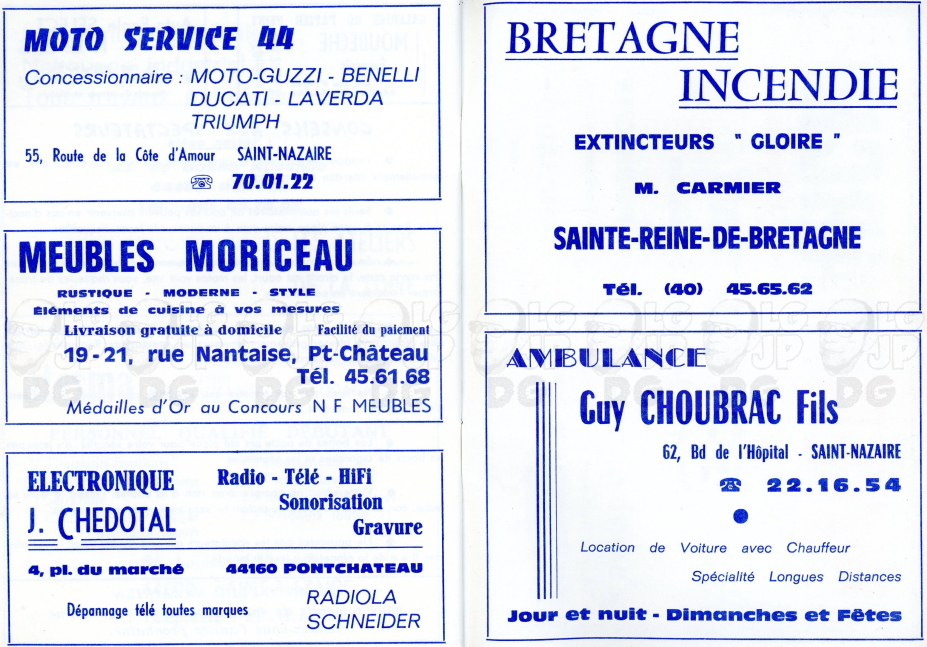 MOTO SERVICE 44
Concessionnaire : MOTO-GUZZI - BENELLI
DUCATI - LAVERDA
TRIUMPH
55, Route de la Côte d'Amour SAINT-NAZAIRE
☏ 70.01.22
MEUBLES MORICEAU
RUSTIQUE - MODERNE - STYLE
Éléments de cuisine à vos mesures
Livraison gratuite à domicile Facilité du paiement
19-21, rue Nantaise, Pt-Château
Tél. 45.61.68
Médailles d'Or au Concours N F MEUBLES
ELECTRONIQUE Radio - Télé - HiFi
Sonorisation
J. CHEDOTAL Gravure
4, pl. du marché 44160 PONTCHATEAU
Dépannage télé toutes marques RADIOLA
SCHNEIDER
BRETAGNE
INCENDIE
EXTINCTEURS " GLOIRE "
M. CARMIER
SAINTE-REINE-DE-BRETAGNE
Tél. (40) 45.65.62
AMBULANCE
Guy CHOUBRAC Fils
62, Bd de l'Hôpital - SAINT-NAZAIRE
☎ 22.16.54
Location de Voiture avec Chauffeur
Spécialité Longues Distances
Jour et nuit - Dimanches et Fêtes